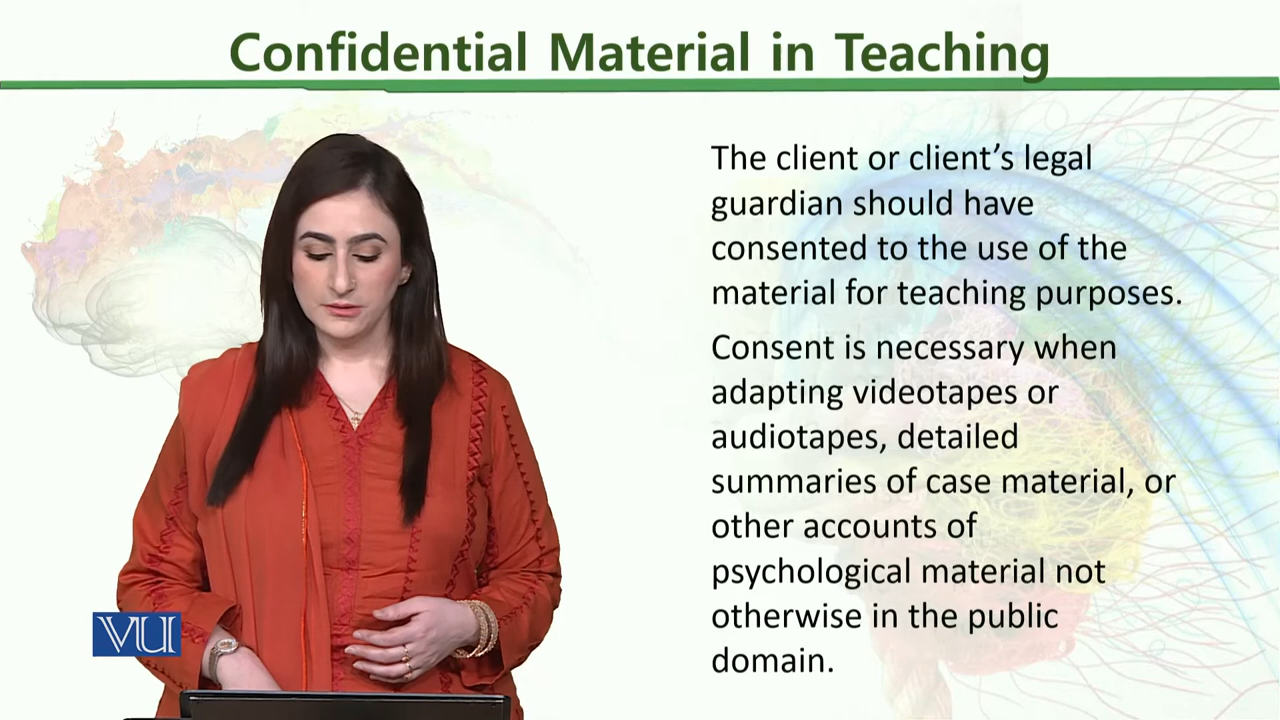 Confidential Material in Teaching
The client or client’s legal
guardian should have
consented to the use of the
material for teaching purposes.
Consent is necessary when
adapting videotapes or
audiotapes, detailed
summaries of case material, or
other accounts of
psychological material not
otherwise in the public
domain.
VU